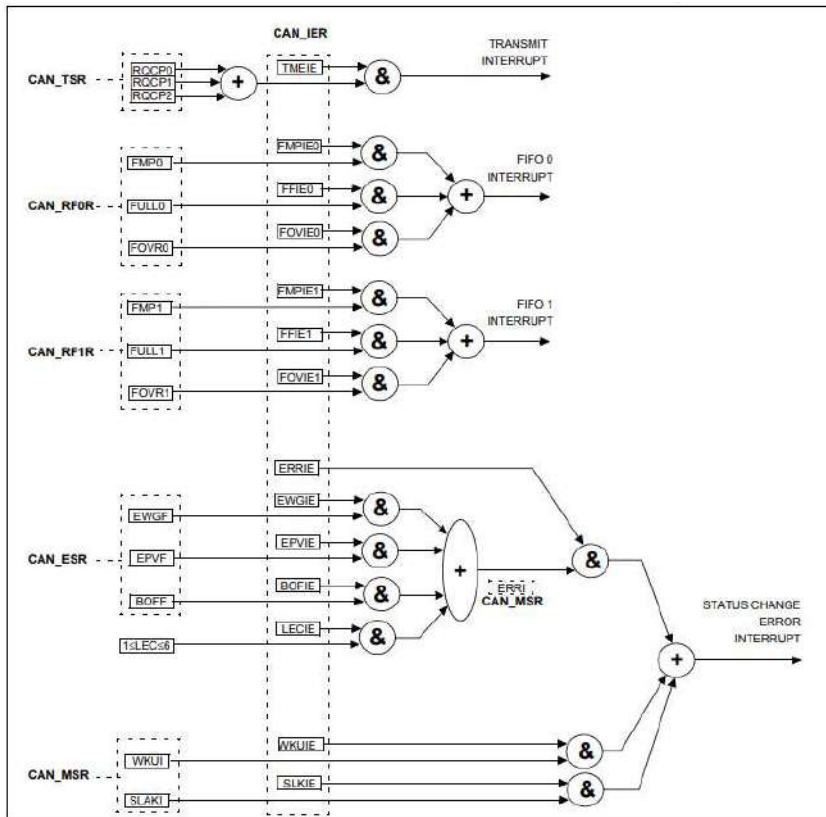 CAN_IER
TRANSMIT
INTERRUPT
CAN_TSR
RQCP0
RQCP1
RQCP2
+
TMEIE
&
FMPIE0
&
FMP0
FIFO 0
INTERRUPT
CAN_RF0R
FULL0
FFIE0
&
+
FOVR0
FOVIE0
&
FMPIE1
&
FMP1
FIFO 1
INTERRUPT
CAN_RF1R
FULL1
FFIE1
&
+
FOVR1
FOVIE1
&
ERRIE
EWGIE
&
EWGF
CAN_ESR
EPVF
EPVIE
&
+
&
ERRI
CAN_MSR
BOFF
BOFIE
&
1≤LEC≤6
LECIE
&
STATUS CHANGE
ERROR
INTERRUPT
+
CAN_MSR
WKUI
WKUIE
&
SLAKI
SLKIE
&